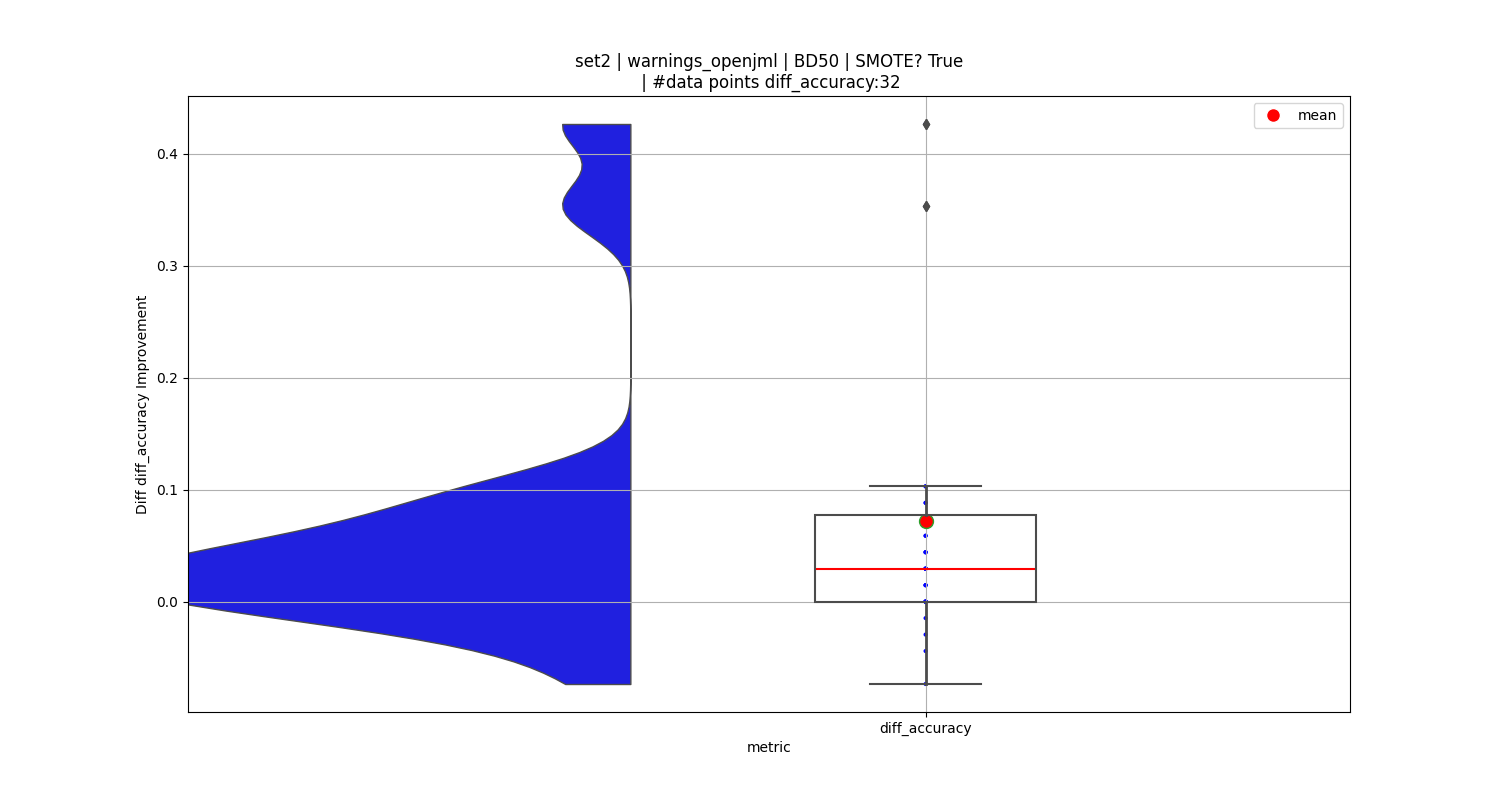 set2 | warnings_openjml | BD50 | SMOTE? True
| #data points diff_accuracy:32
mean
0.4
0.3
0.2
0.1
0.0
Diff diff_accuracy Improvement
diff_accuracy
metric